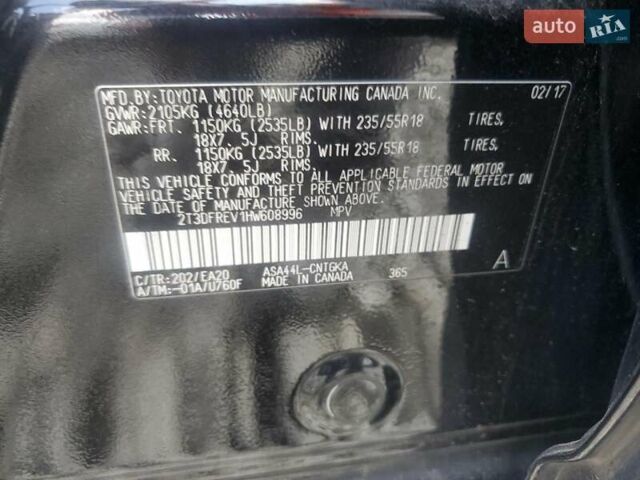 AUTO RIA .com
MFD.BY:TOYOTA MOTOR MANUFACTURING CANADA INC. 02/17
GVWR:2105KG (4640LB)
GAWR:FRT. 1150KG (2535LB) WITH 235/55R18 TIRES,
18X7.5J RIMS.
RR. 1150KG (2535LB) WITH 235/55R18 TIRES,
18X7.5J RIMS.
THIS VEHICLE CONFORMS TO ALL APPLICABLE FEDERAL MOTOR
VEHICLE SAFETY AND THEFT PREVENTION STANDARDS IN EFFECT
ON THE DATE OF MANUFACTURE SHOWN ABOVE.
2T3DFREV1HW608996 MPV
C/TR:202/EA20 ASA44L-CNTGKA 365 A
A/TM:-01A/U760F MADE IN CANADA